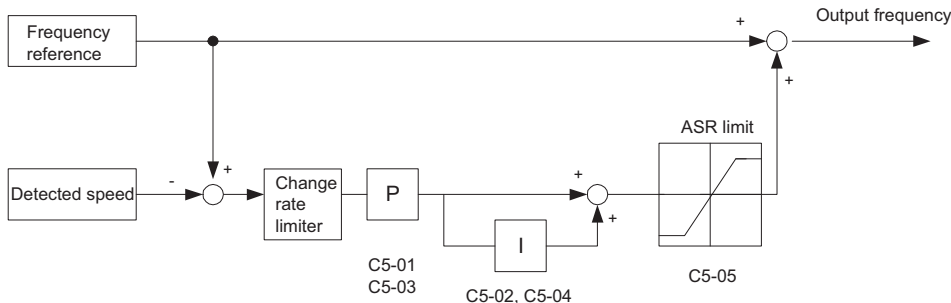 Output frequency
Frequency
reference
+
+
ASR limit
Detected speed
-
+
Change
rate
limiter
P
+
+
I
C5-01
C5-03
C5-02, C5-04
C5-05